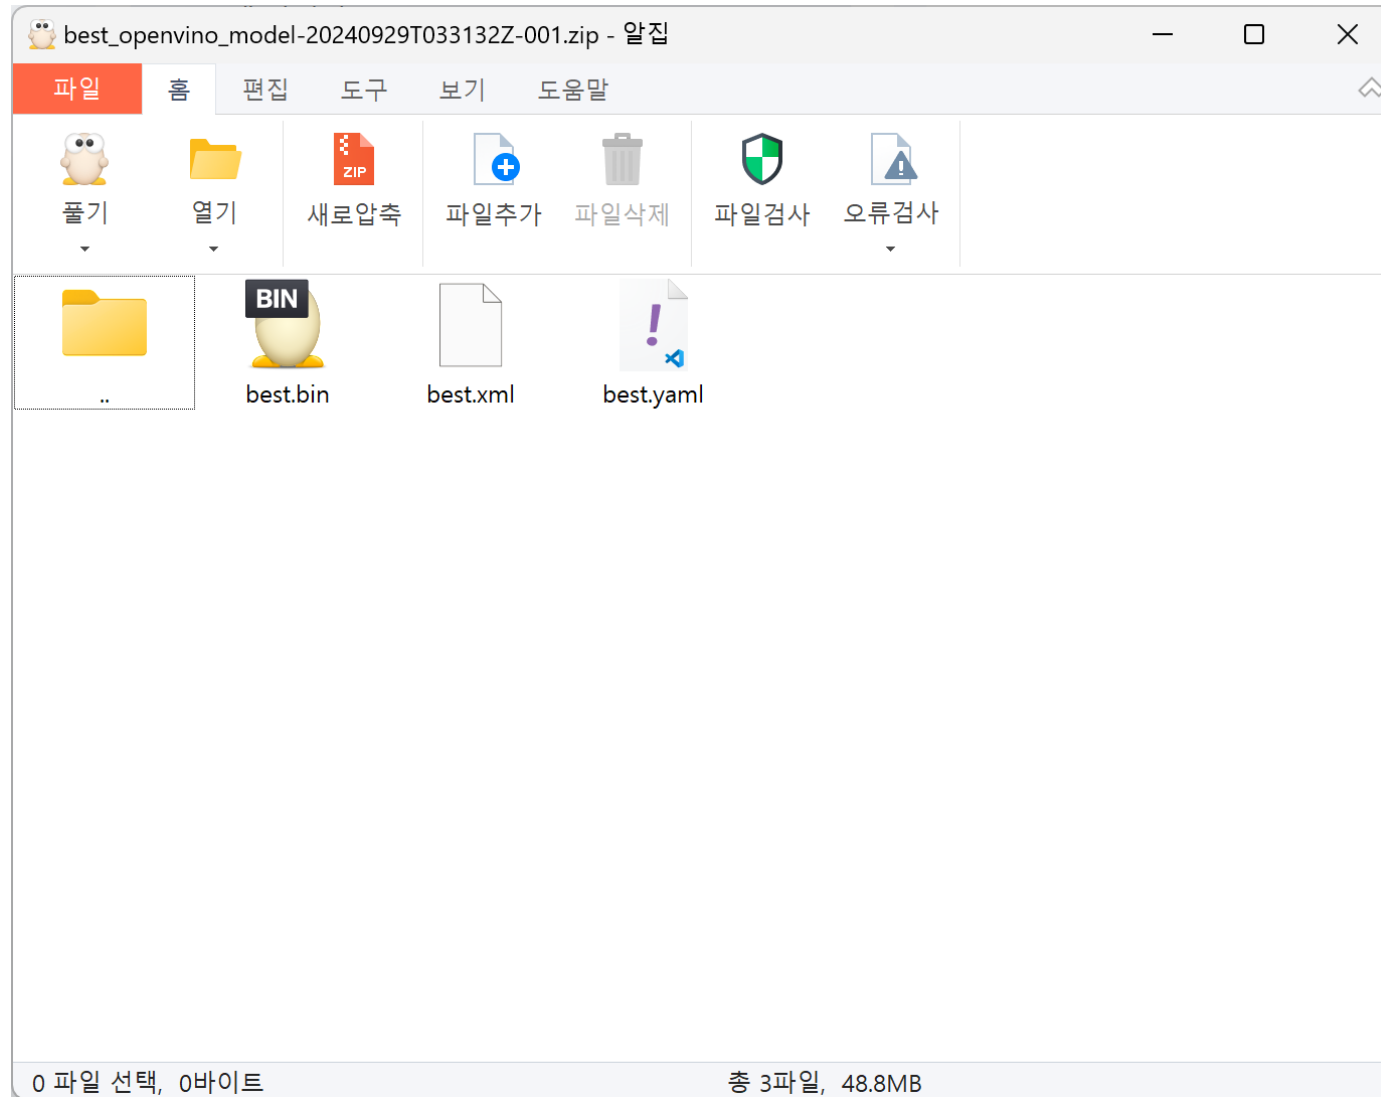 best_openvino_model-20240929T033132Z-001.zip - 알집
파일 홈 편집 도구 보기 도움말
ZIP
풀기 열기 새로압축 파일추가 파일삭제 파일검사 오류검사
BIN
.. best.bin best.xml best.yaml
0 파일 선택, 0바이트 총 3파일, 48.8MB